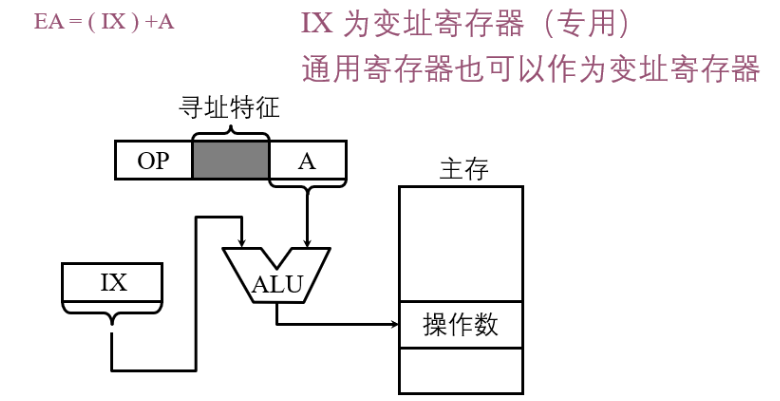 EA = ( IX ) +A
IX 为变址寄存器（专用）
通用寄存器也可以作为变址寄存器
寻址特征
OP
A
主存
IX
ALU
操作数